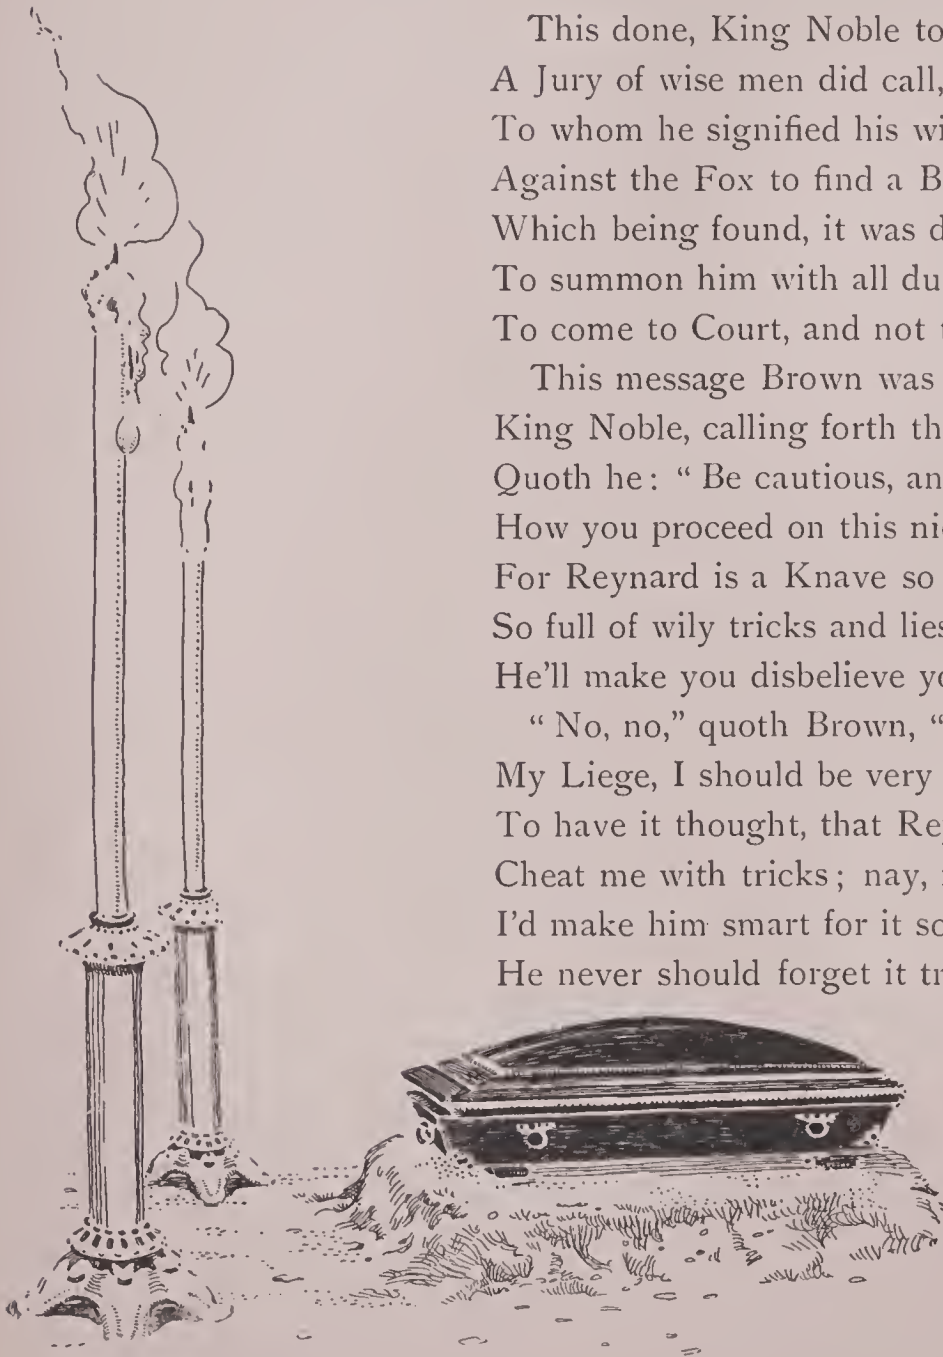 This done, King Noble to
A Jury of wise men did call,
To whom he signified his wi
Against the Fox to find a B
Which being found, it was d
To summon him with all du
To come to Court, and not
This message Brown was
King Noble, calling forth th
Quoth he: “ Be cautious, an
How you proceed on this ni
For Reynard is a Knave so
So full of wily tricks and lies
He'll make you disbelieve yo
“ No, no,” quoth Brown, “
My Liege, I should be very
To have it thought, that Re
Cheat me with tricks; nay,
I'd make him smart for it so
He never should forget it tr